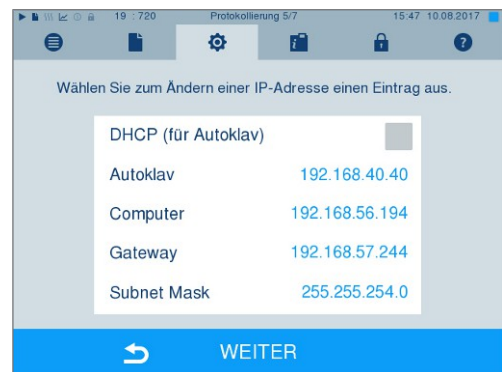 19 : 720 Protokollierung 5/7 15:47 10.08.2017
Wählen Sie zum Ändern einer IP-Adresse einen Eintrag aus.
DHCP (für Autoklav)
Autoklav 192.168.40.40
Computer 192.168.56.194
Gateway 192.168.57.244
Subnet Mask 255.255.254.0
WEITER